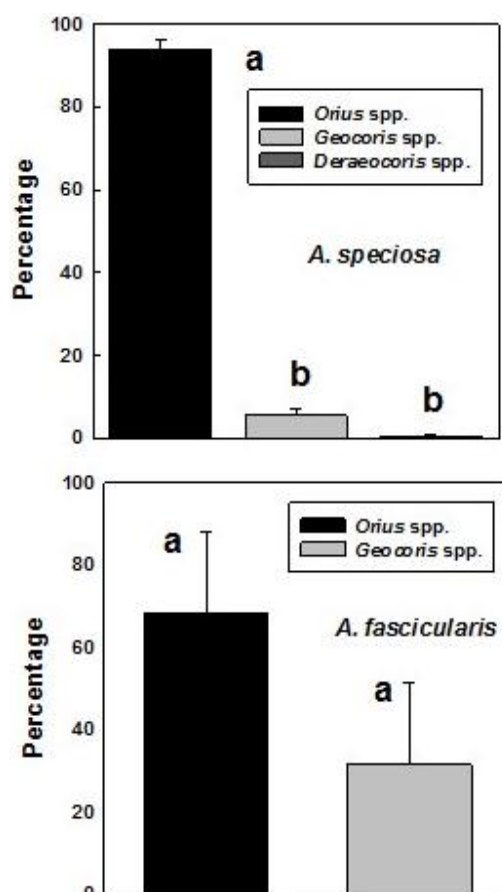 100
a
Orius spp.
80
Geocoris spp.
Deraeocoris spp.
Percentage
60
A. speciosa
40
20
b
b
0
100
Orius spp.
a
Geocoris spp.
80
A. fascicularis
60
Percentage
a
40
20
0